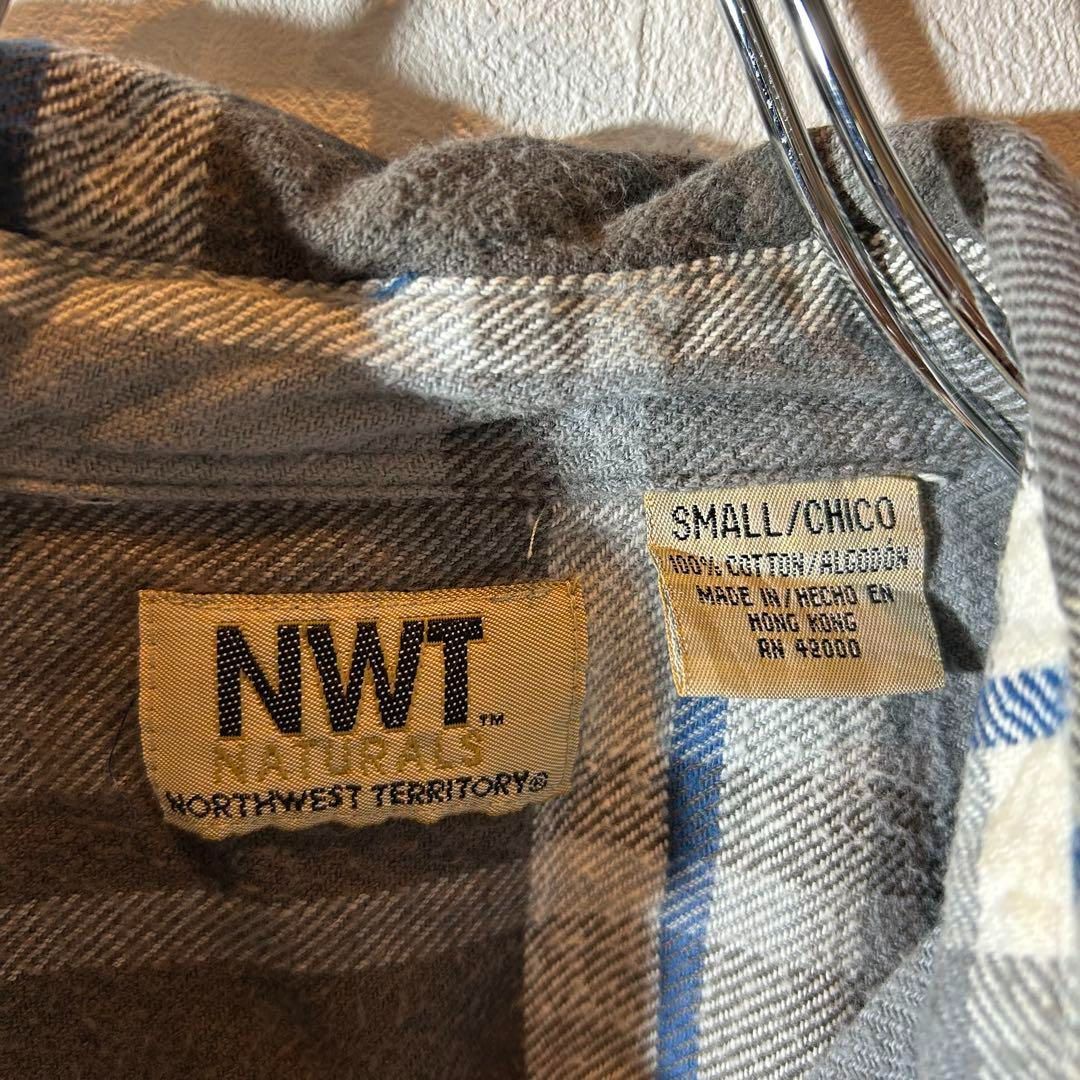 NWT™
NATURALS
NORTHWEST TERRITORY®
SMALL/CHICO
100% COTTON/ALGODÓN
MADE IN/HECHO EN
HONG KONG
RN 42000